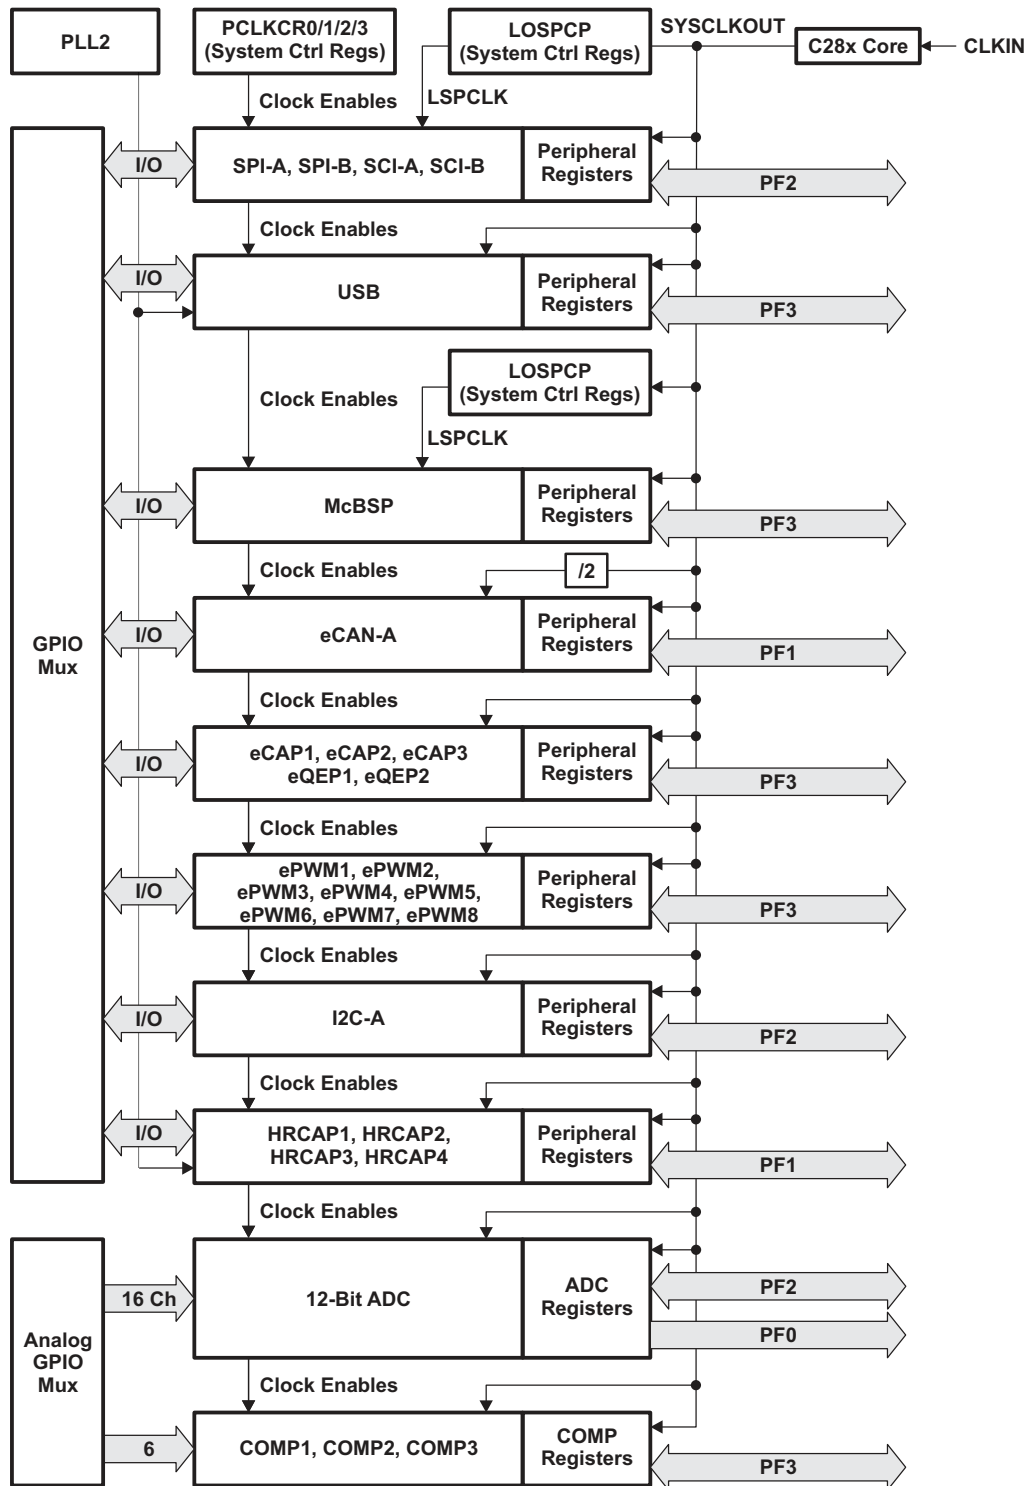 PLL2
PCLKCR0/1/2/3
(System Ctrl Regs)
LOSPCP
(System Ctrl Regs)
SYSCLKOUT
C28x Core
CLKIN
Clock Enables
LSPCLK
I/O
SPI-A, SPI-B, SCI-A, SCI-B
Peripheral
Registers
PF2
Clock Enables
I/O
USB
Peripheral
Registers
PF3
Clock Enables
LOSPCP
(System Ctrl Regs)
LSPCLK
I/O
McBSP
Peripheral
Registers
PF3
Clock Enables
/2
GPIO
Mux
I/O
eCAN-A
Peripheral
Registers
PF1
Clock Enables
I/O
eCAP1, eCAP2, eCAP3
eQEP1, eQEP2
Peripheral
Registers
PF3
Clock Enables
I/O
ePWM1, ePWM2,
ePWM3, ePWM4, ePWM5,
ePWM6, ePWM7, ePWM8
Peripheral
Registers
PF3
Clock Enables
I/O
I2C-A
Peripheral
Registers
PF2
Clock Enables
I/O
HRCAP1, HRCAP2,
HRCAP3, HRCAP4
Peripheral
Registers
PF1
Clock Enables
Analog
GPIO
Mux
16 Ch
12-Bit ADC
ADC
Registers
PF2
PF0
Clock Enables
6
COMP1, COMP2, COMP3
COMP
Registers
PF3